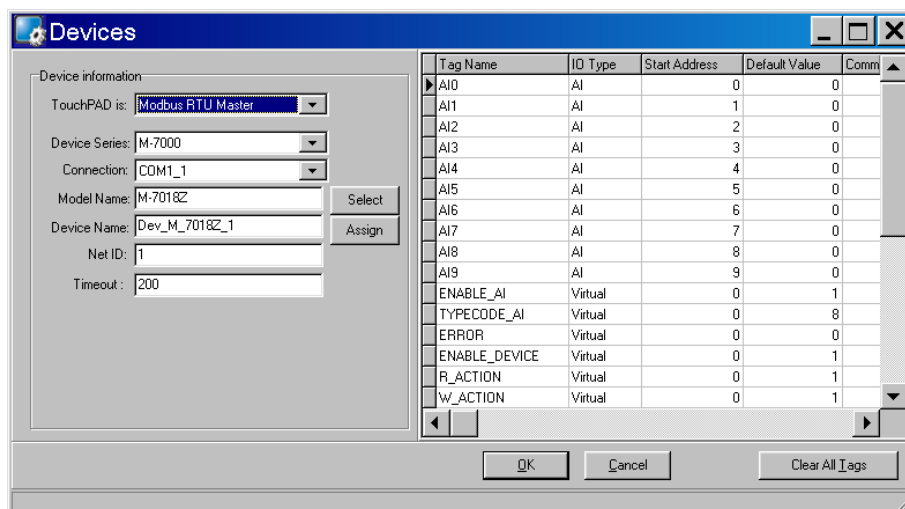 Devices
Device information
TouchPAD is: Modbus RTU Master
Device Series: M-7000
Connection: COM1_1
Model Name: M-7018Z Select
Device Name: Dev_M_7018Z_1 Assign
Net ID: 1
Timeout : 200
Tag Name IO Type Start Address Default Value Comm
AI0 AI 0 0
AI1 AI 1 0
AI2 AI 2 0
AI3 AI 3 0
AI4 AI 4 0
AI5 AI 5 0
AI6 AI 6 0
AI7 AI 7 0
AI8 AI 8 0
AI9 AI 9 0
ENABLE_AI Virtual 0 1
TYPECODE_AI Virtual 0 8
ERROR Virtual 0 0
ENABLE_DEVICE Virtual 0 1
R_ACTION Virtual 0 1
W_ACTION Virtual 0 1
OK Cancel Clear All Tags